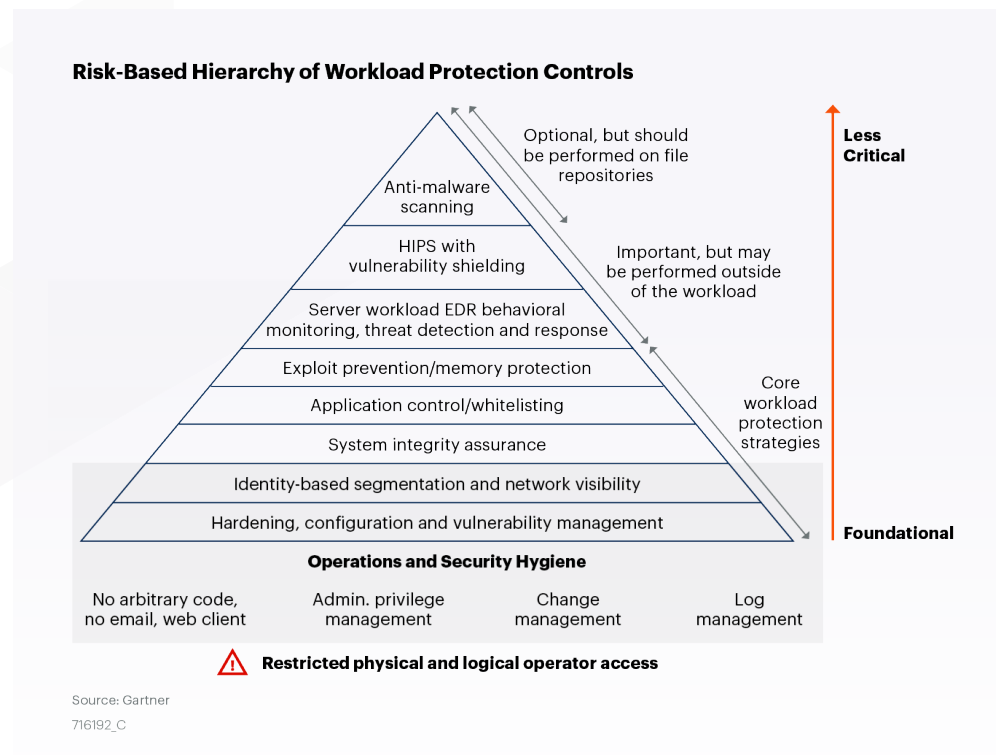 Risk-Based Hierarchy of Workload Protection Controls
Optional, but should
be performed on file
repositories
Less
Critical
Anti-malware
scanning
HIPS with
vulnerability shielding
Important, but may
be performed outside
of the workload
Server workload EDR behavioral
monitoring, threat detection and response
Exploit prevention/memory protection
Application control/whitelisting
System integrity assurance
Core
workload
protection
strategies
Identity-based segmentation and network visibility
Hardening, configuration and vulnerability management
Foundational
Operations and Security Hygiene
No arbitrary code,
no email, web client
Admin. privilege
management
Change
management
Log
management
Restricted physical and logical operator access
Source: Gartner
716192_C